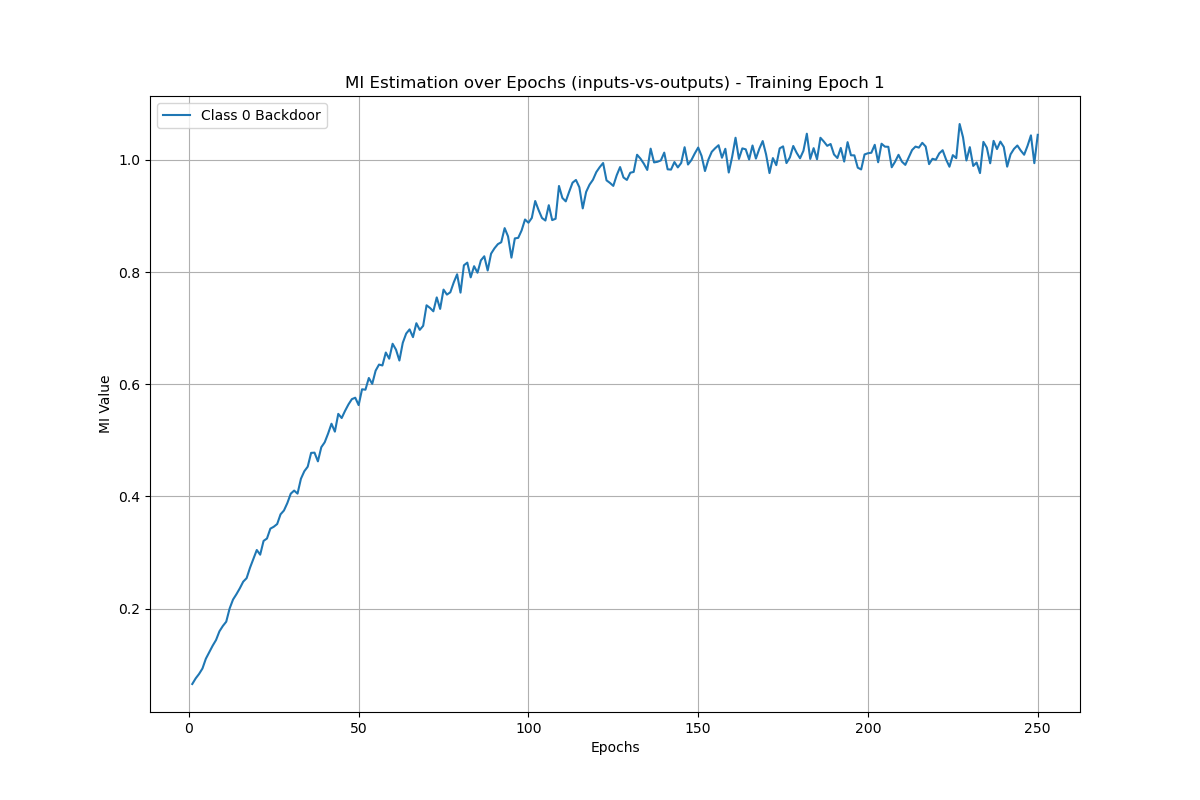 MI Estimation over Epochs (inputs-vs-outputs) - Training Epoch 1
Class 0 Backdoor
1.0
0.8
0.6
0.4
0.2
MI Value
0 50 100 150 200 250
Epochs